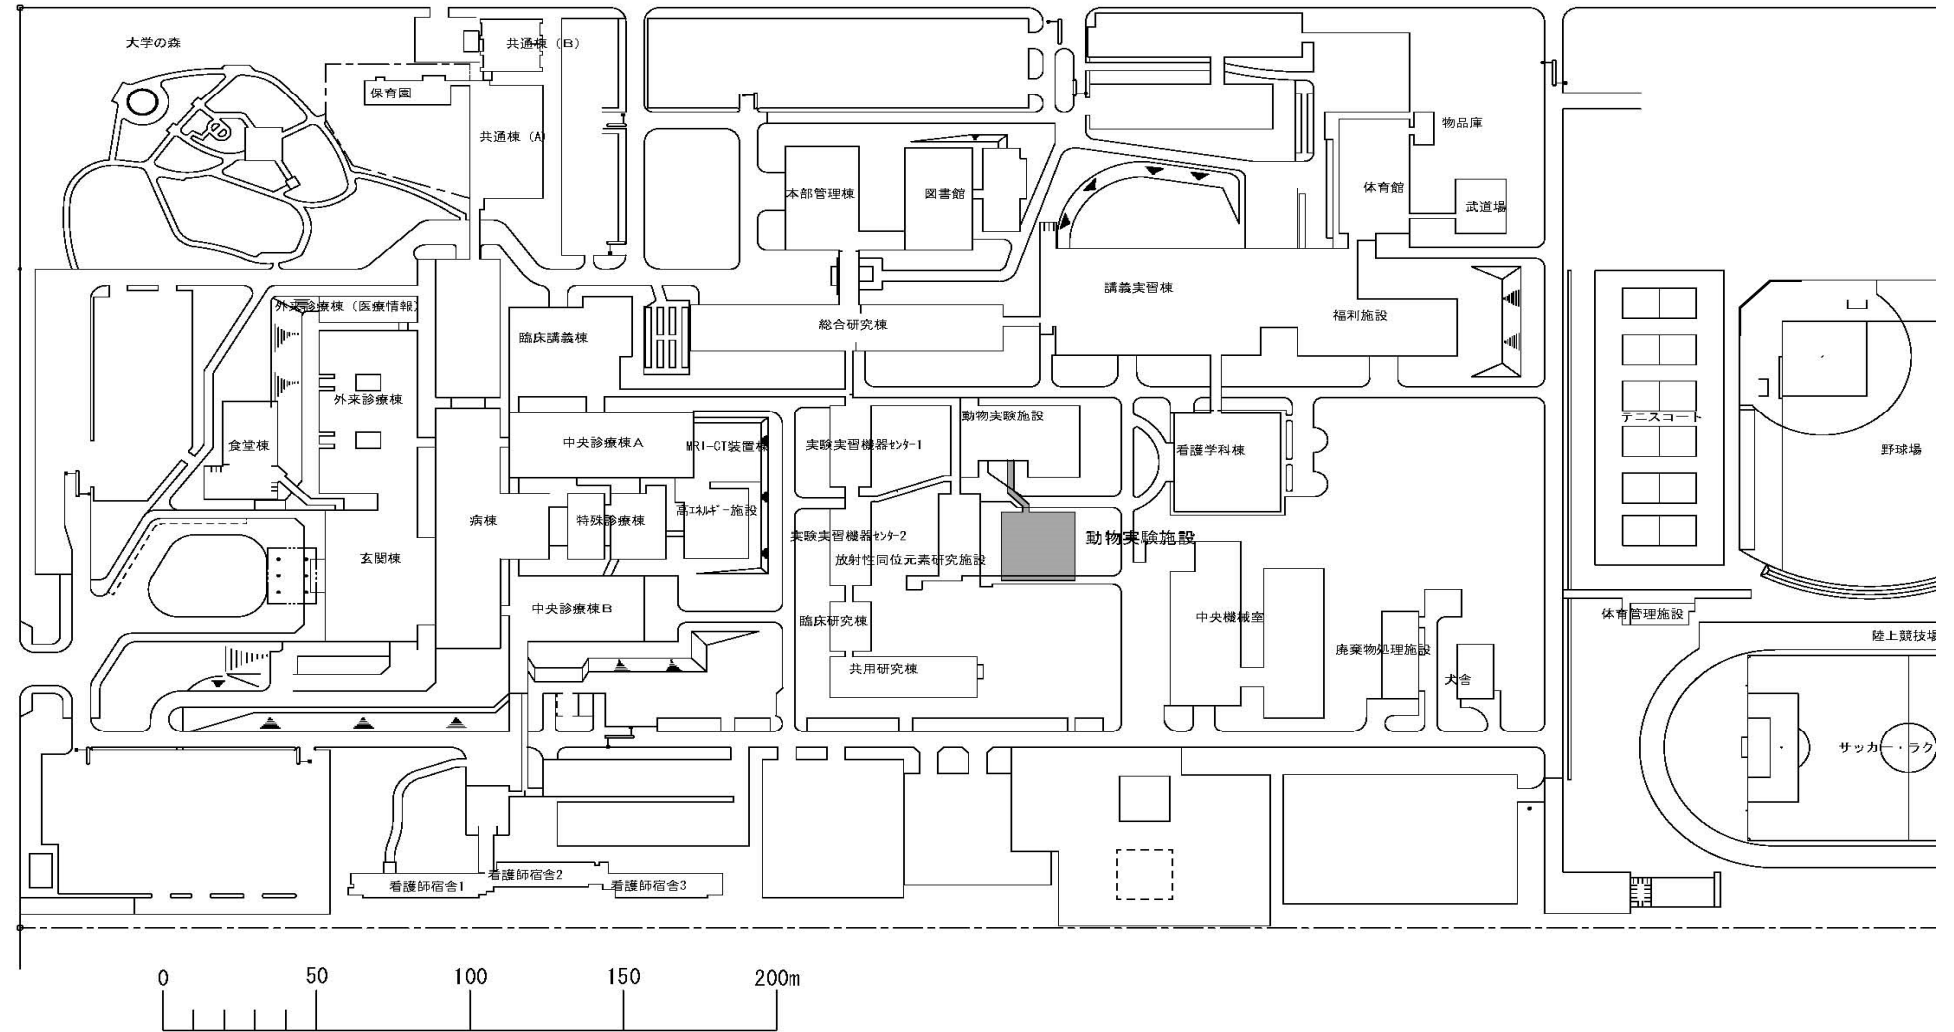 大学の森
共通棟（B）
保育園
共通棟（A)
物品庫
本部管理棟
図書館
体育館
武道場
講義実習棟
外来診療棟（医療情報）
総合研究棟
福利施設
臨床講義棟
外来診療棟
動物実験施設
テニスコート
食堂棟
中央診療棟A
MRI-CT装置棟
実験実習機器ｾﾝﾀｰ1
看護学科棟
野球場
病棟
特殊診療棟
高ｴﾈﾙｷﾞｰ施設
実験実習機器ｾﾝﾀｰ2
動物実験施設
玄関棟
放射性同位元素研究施設
中央診療棟B
臨床研究棟
中央機械室
体育管理施設
陸上競技場
廃棄物処理施設
共用研究棟
犬舎
サッカー・ラク
看護師宿舎1
看護師宿舎2
看護師宿舎3
0 50 100 150 200m